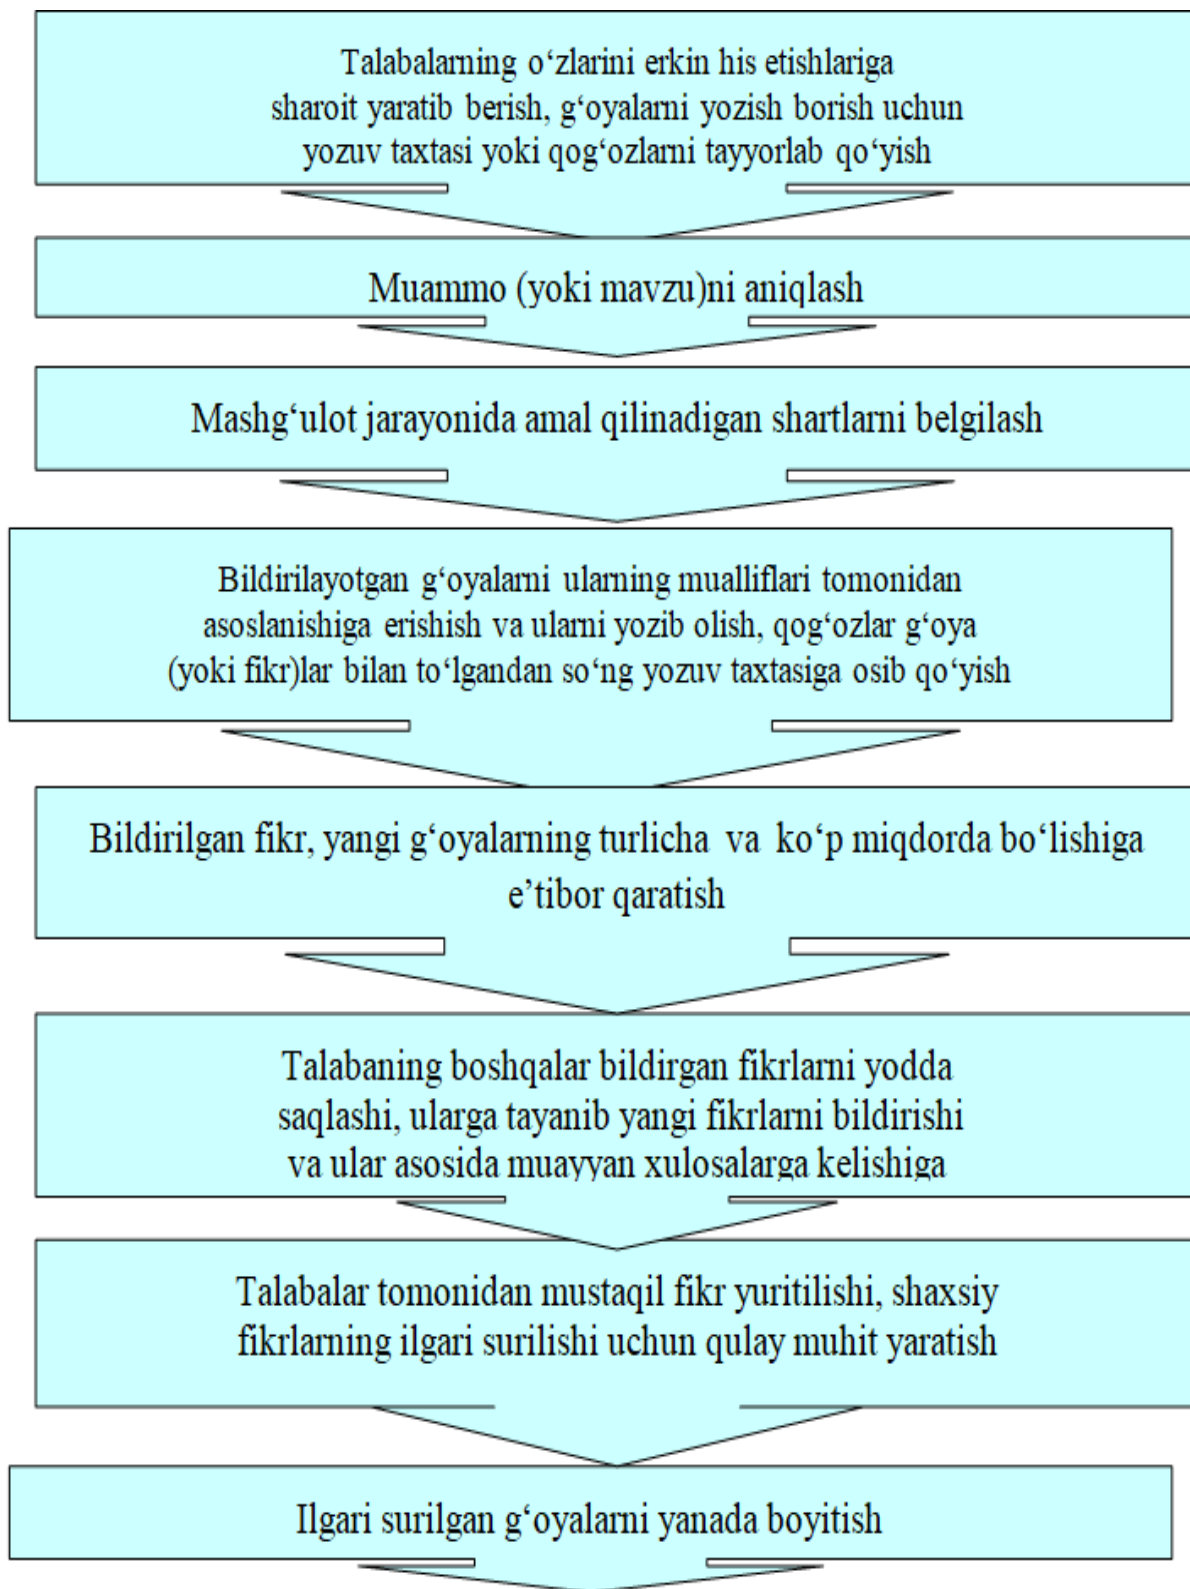 Talabalarning o‘zlarini erkin his etishlariga
sharoit yaratib berish, g‘oyalarni yozish borish uchun
yozuv taxtasi yoki qog‘ozlarni tayyorlab qo‘yish
Muammo (yoki mavzu)ni aniqlash
Mashg‘ulot jarayonida amal qilinadigan shartlarni belgilash
Bildirilayotgan g‘oyalarni ularning mualliflari tomonidan
asoslanishiga erishish va ularni yozib olish, qog‘ozlar g‘oya
(yoki fikr)lar bilan to‘lgandan so‘ng yozuv taxtasiga osib qo‘yish
Bildirilgan fikr, yangi g‘oyalarning turlicha va ko‘p miqdorda bo‘lishiga
e’tibor qaratish
Talabaning boshqalar bildirgan fikrlarni yodda
saqlashi, ularga tayanib yangi fikrlarni bildirishi
va ular asosida muayyan xulosalarga kelishiga
Talabalar tomonidan mustaqil fikr yuritilishi, shaxsiy
fikrlarning ilgari surilishi uchun qulay muhit yaratish
Ilgari surilgan g‘oyalarni yanada boyitish